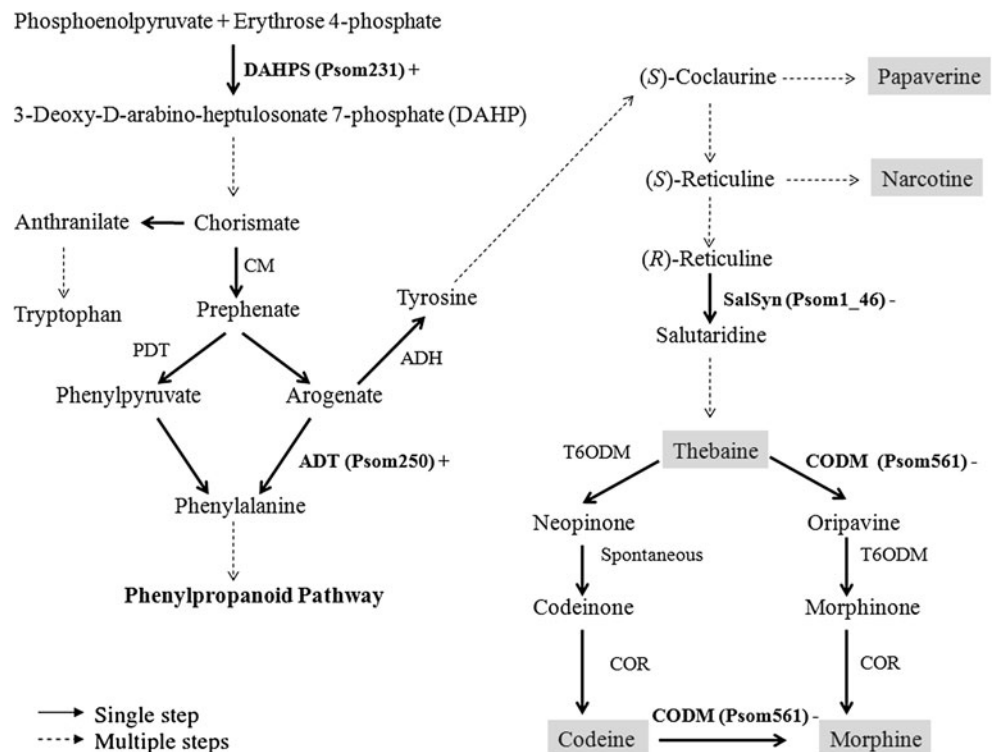 Phosphoenolpyruvate + Erythrose 4-phosphate
DAHPS (Psom231) +
3-Deoxy-D-arabino-heptulosonate 7-phosphate (DAHP)
Anthranilate
Chorismate
CM
Tryptophan
Prephenate
PDT
Phenylpyruvate
Arogenate
ADH
Tyrosine
ADT (Psom250) +
Phenylalanine
Phenylpropanoid Pathway
Single step
Multiple steps
(S)-Coclaurine
Papaverine
(S)-Reticuline
Narcotine
(R)-Reticuline
SalSyn (Psom1_46) -
Salutaridine
T6ODM
Thebaine
CODM (Psom561) -
Neopinone
Oripavine
Spontaneous
T6ODM
Codeinone
Morphinone
COR
COR
CODM (Psom561) -
Codeine
Morphine